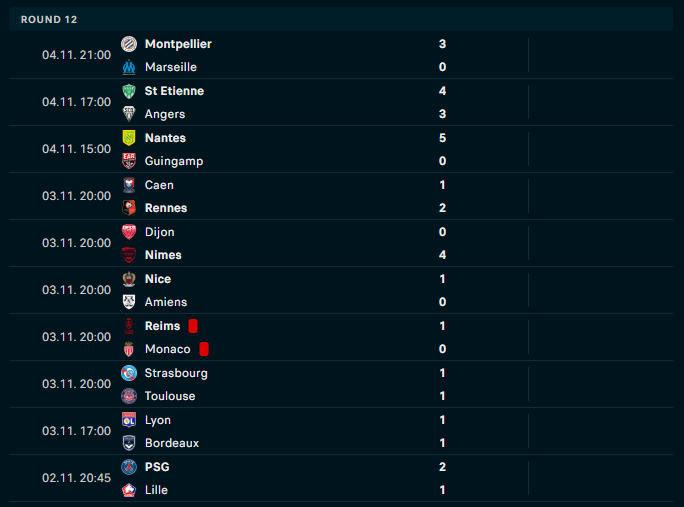 ROUND 12
04.11. 21:00 Montpellier 3
Marseille 0
04.11. 17:00 St Etienne 4
Angers 3
04.11. 15:00 Nantes 5
Guingamp 0
03.11. 20:00 Caen 1
Rennes 2
03.11. 20:00 Dijon 0
Nimes 4
03.11. 20:00 Nice 1
Amiens 0
03.11. 20:00 Reims 1
Monaco 0
03.11. 20:00 Strasbourg 1
Toulouse 1
03.11. 17:00 Lyon 1
Bordeaux 1
02.11. 20:45 PSG 2
Lille 1